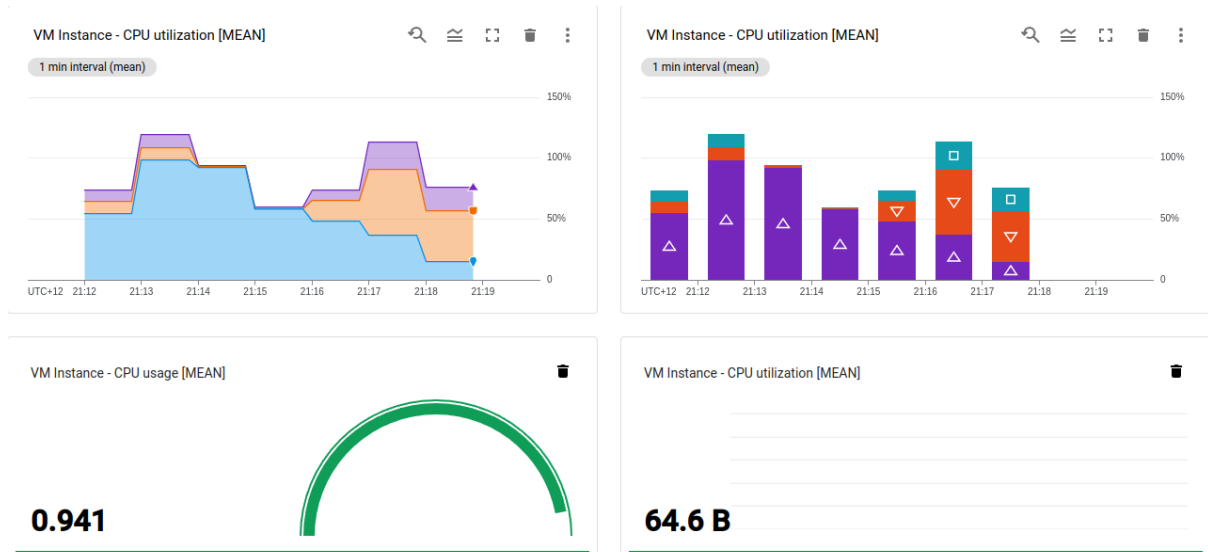 VM Instance - CPU utilization [MEAN]
1 min interval (mean)
150%
100%
50%
0
UTC+12 21:12 21:13 21:14 21:15 21:16 21:17 21:18 21:19
VM Instance - CPU utilization [MEAN]
1 min interval (mean)
150%
100%
50%
0
UTC+12 21:12 21:13 21:14 21:15 21:16 21:17 21:18 21:19
VM Instance - CPU usage [MEAN]
0.941
VM Instance - CPU utilization [MEAN]
64.6 B